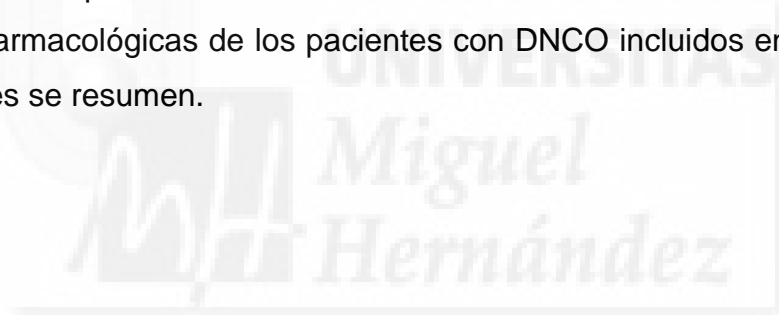 armacológicas de los pacientes con DNCO incluidos en
UNIVERSITAS
es se resumen.
Miguel
Hernández